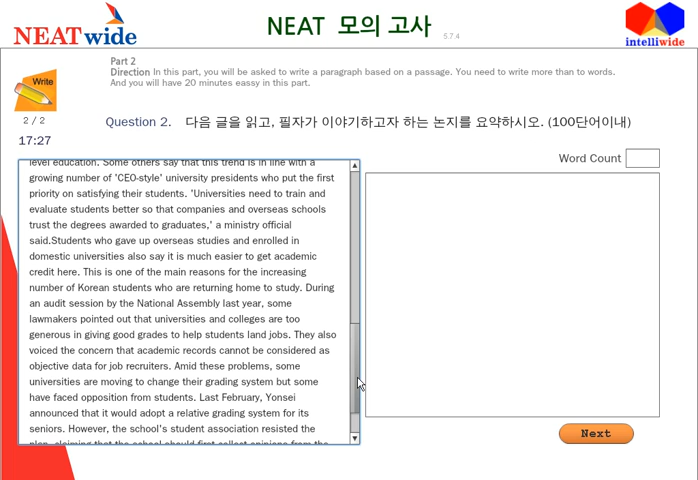 NEATwide
NEAT 모의 고사
5.7.4
intelliwide
Part 2
Direction In this part, you will be asked to write a paragraph based on a passage. You need to write more than to words.
And you will have 20 minutes eassy in this part.
Write
2 / 2
17:27
Question 2. 다음 글을 읽고, 필자가 이야기하고자 하는 논지를 요약하시오. (100단어이내)
Word Count
level education. Some others say that this trend is in line with a
growing number of 'CEO-style' university presidents who put the first
priority on satisfying their students. 'Universities need to train and
evaluate students better so that companies and overseas schools
trust the degrees awarded to graduates,' a ministry official
said.Students who gave up overseas studies and enrolled in
domestic universities also say it is much easier to get academic
credit here. This is one of the main reasons for the increasing
number of Korean students who are returning home to study. During
an audit session by the National Assembly last year, some
lawmakers pointed out that universities and colleges are too
generous in giving good grades to help students land jobs. They also
voiced the concern that academic records cannot be considered as
objective data for job recruiters. Amid these problems, some
universities are moving to change their grading system but some
have faced opposition from students. Last February, Yonsei
announced that it would adopt a relative grading system for its
seniors. However, the school's student association resisted the
plan, claiming that the school should first collect opinions from the
Next